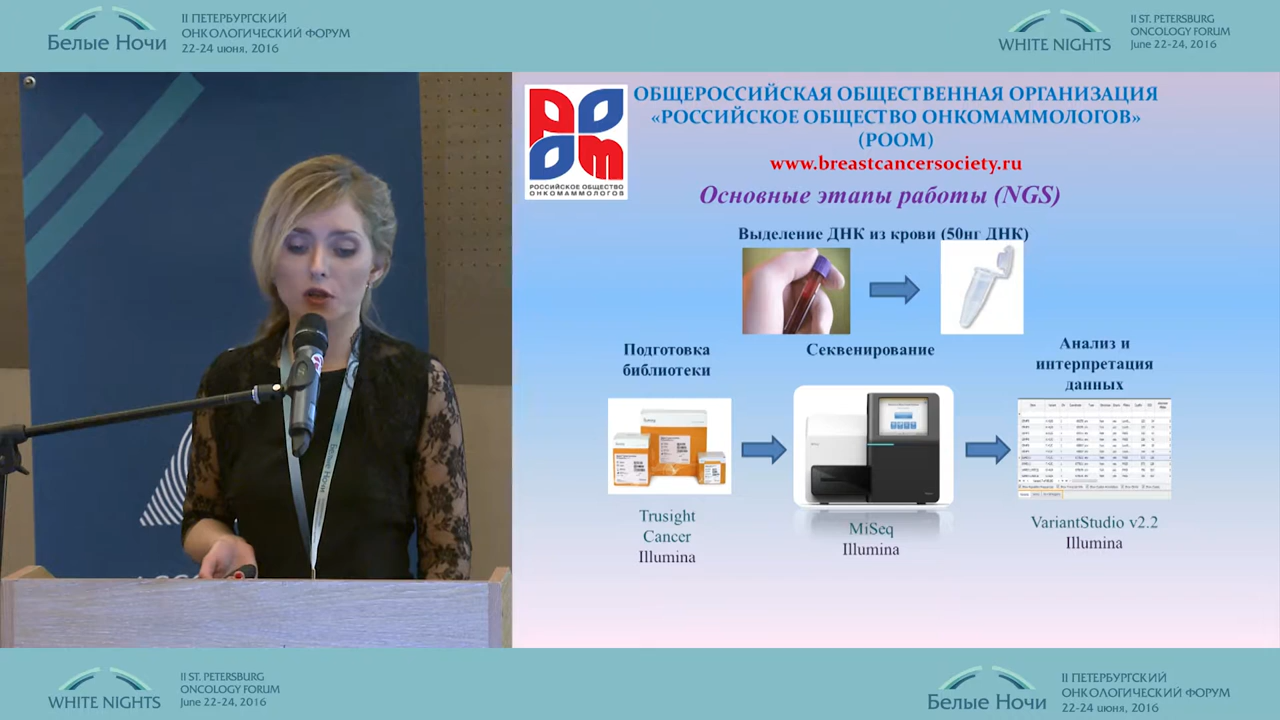 Белые Ночи
II ПЕТЕРБУРГСКИЙ
ОНКОЛОГИЧЕСКИЙ ФОРУМ
22-24 июня, 2016
WHITE NIGHTS
II ST. PETERSBURG
ONCOLOGY FORUM
June 22-24, 2016
РОССИЙСКОЕ ОБЩЕСТВО
ОНКОМАММОЛОГОВ
ОБЩЕРОССИЙСКАЯ ОБЩЕСТВЕННАЯ ОРГАНИЗАЦИЯ
«РОССИЙСКОЕ ОБЩЕСТВО ОНКОМАММОЛОГОВ»
(РООМ)
www.breastcancersociety.ru
Основные этапы работы (NGS)
Выделение ДНК из крови (50нг ДНК)
Подготовка
библиотеки
Секвенирование
Анализ и
интерпретация
данных
Trusight
Cancer
Illumina
MiSeq
Illumina
VariantStudio v2.2
Illumina
WHITE NIGHTS
II ST. PETERSBURG
ONCOLOGY FORUM
June 22-24, 2016
Белые Ночи
II ПЕТЕРБУРГСКИЙ
ОНКОЛОГИЧЕСКИЙ ФОРУМ
22-24 июня, 2016